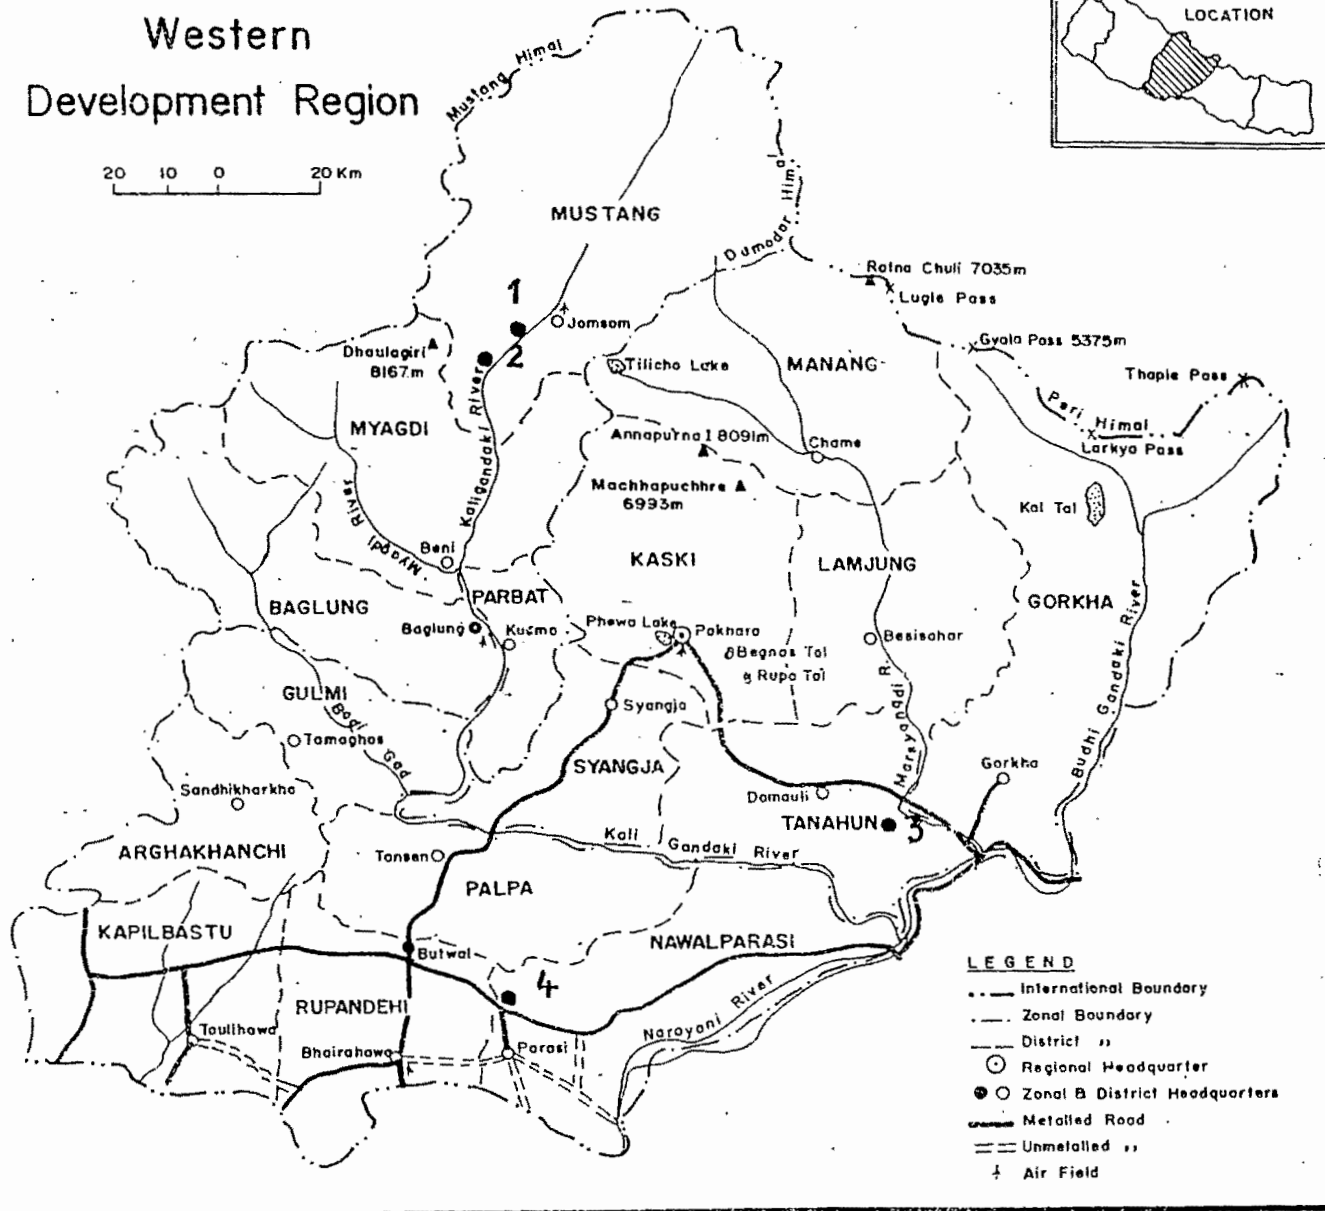 Western
Development Region
LOCATION
20 10 0 20 Km
Mustang Himal
MUSTANG
Damodar Himal
Ratna Chuli 7035m
Lugle Pass
1
Jomsom
2
Dhaulagiri
8167m
Kaligandaki River
Tilicho Lake
MANANG
Gyala Pass 5375m
Thaple Pass
Peri Himal
Larkya Pass
MYAGDI
Annapurna I 8091m
Chame
Machhapuchhre
6993m
Kal Tal
Myagdi River
Beni
KASKI
LAMJUNG
GORKHA
BAGLUNG
PARBAT
Baglung
Kusma
Phewa Lake
Pokhara
Begnas Tal
Rupa Tal
Besisahar
Marsyangdi R.
Budhi Gandaki River
GULMI
Badi Gad
Tamaghas
Syangja
SYANGJA
Sandhikharkha
Damauli
Gorkha
TANAHUN
3
ARGHAKHANCHI
Tansen
Kali Gandaki River
PALPA
KAPILBASTU
Butwal
NAWALPARASI
4
RUPANDEHI
Taulihawa
Bhairahawa
Parasi
Narayani River
LEGEND
International Boundary
Zonal Boundary
District ,,
Regional Headquarter
Zonal & District Headquarters
Metalled Road
Unmetalled ,,
Air Field